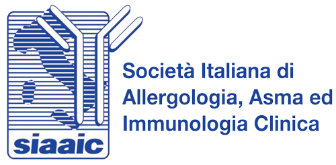 siaaic
Società Italiana di
Allergologia, Asma ed
Immunologia Clinica